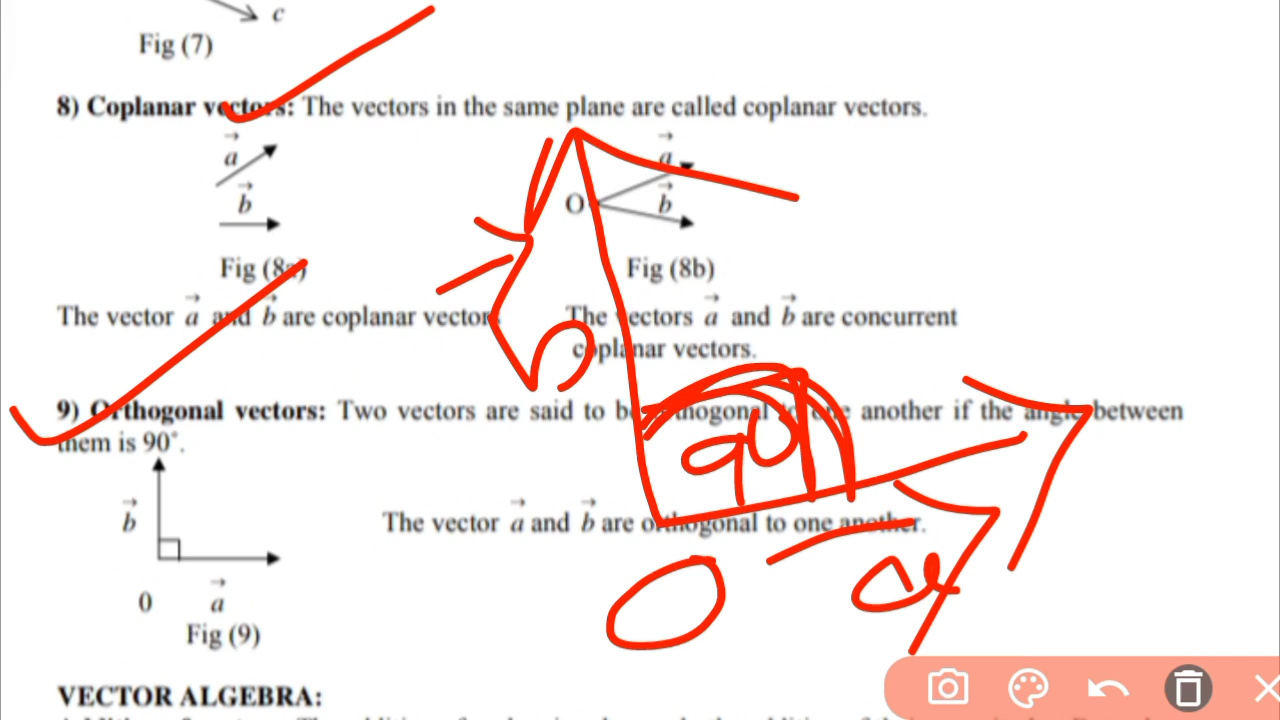 c
Fig (7)
8) Coplanar vectors: The vectors in the same plane are called coplanar vectors.
a a
b O b
Fig (8a) Fig (8b)
The vector a and b are coplanar vector The vectors a and b are concurrent
coplanar vectors.
9) Orthogonal vectors: Two vectors are said to be orthogonal to one another if the angle between
them is 90°.
90
b
The vector a and b are orthogonal to one another.
0 a
O a
Fig (9)
VECTOR ALGEBRA: